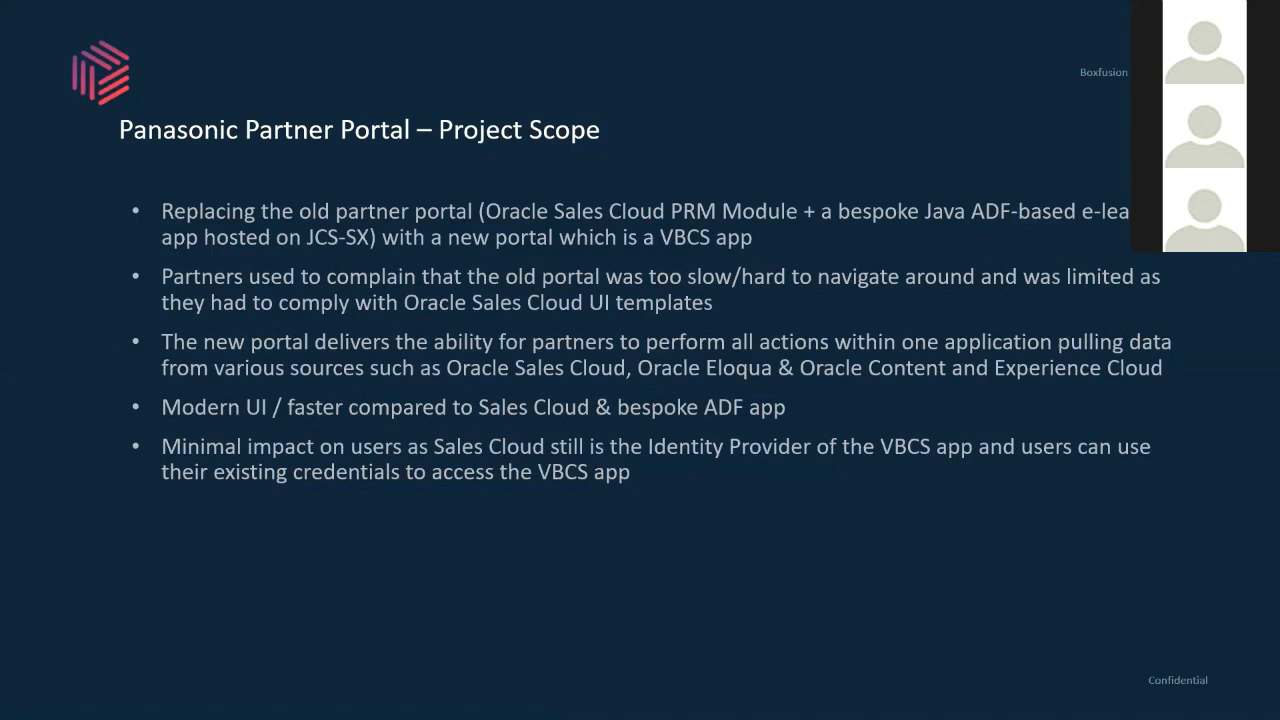 Boxfusion
Panasonic Partner Portal – Project Scope
• Replacing the old partner portal (Oracle Sales Cloud PRM Module + a bespoke Java ADF-based
app hosted on JCS-SX) with a new portal which is a VBCS app
• Partners used to complain that the old portal was too slow/hard to navigate around and was limited as
they had to comply with Oracle Sales Cloud UI templates
• The new portal delivers the ability for partners to perform all actions within one application pulling data
from various sources such as Oracle Sales Cloud, Oracle Eloqua & Oracle Content and Experience Cloud
• Modern UI / faster compared to Sales Cloud & bespoke ADF app
• Minimal impact on users as Sales Cloud still is the Identity Provider of the VBCS app and users can use
their existing credentials to access the VBCS app
Confidential